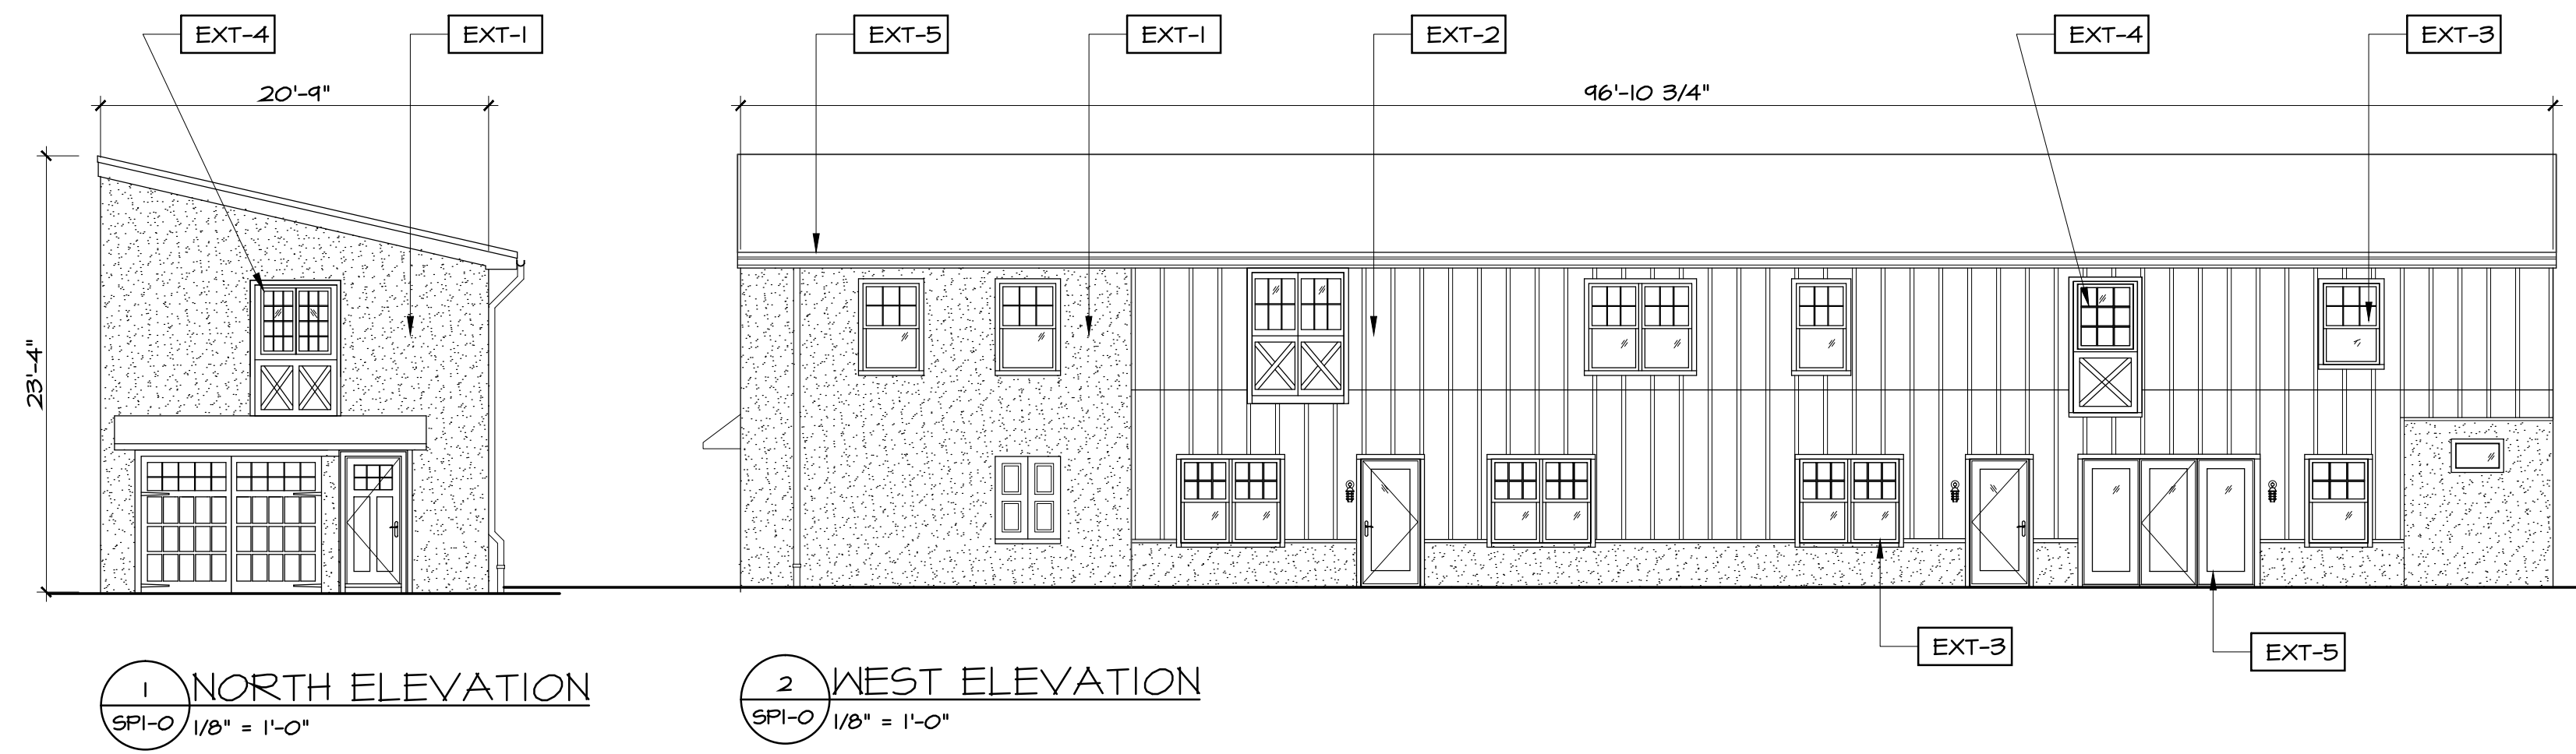 EXT-4
EXT-1
EXT-5
EXT-1
EXT-2
EXT-4
EXT-3
20'-9"
96'-10 3/4"
23'-4"
EXT-3
EXT-5
1
SP1-0
NORTH ELEVATION
1/8" = 1'-0"
2
SP1-0
WEST ELEVATION
1/8" = 1'-0"